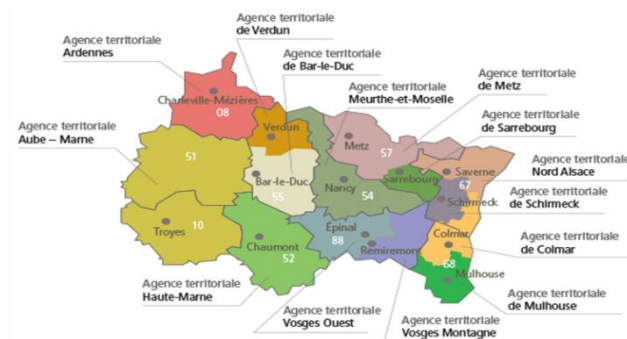 Agence territoriale
de Verdun
Agence territoriale
Ardennes
Agence territoriale
de Bar-le-Duc
Agence territoriale
Meurthe-et-Moselle
Agence territoriale
de Metz
Agence territoriale
de Sarrebourg
Agence territoriale
Nord Alsace
Agence territoriale
de Schirmeck
Agence territoriale
de Colmar
Agence territoriale
de Mulhouse
Agence territoriale
Aube – Marne
Charleville-Mézières
08
Verdun
Metz
57
51
Bar-le-Duc
55
Nancy
54
Sarrebourg
Saverne
67
Schirmeck
Troyes
10
Chaumont
52
Épinal
88
Remiremont
Colmar
68
Mulhouse
Agence territoriale
Haute-Marne
Agence territoriale
Vosges Ouest
Agence territoriale
Vosges Montagne